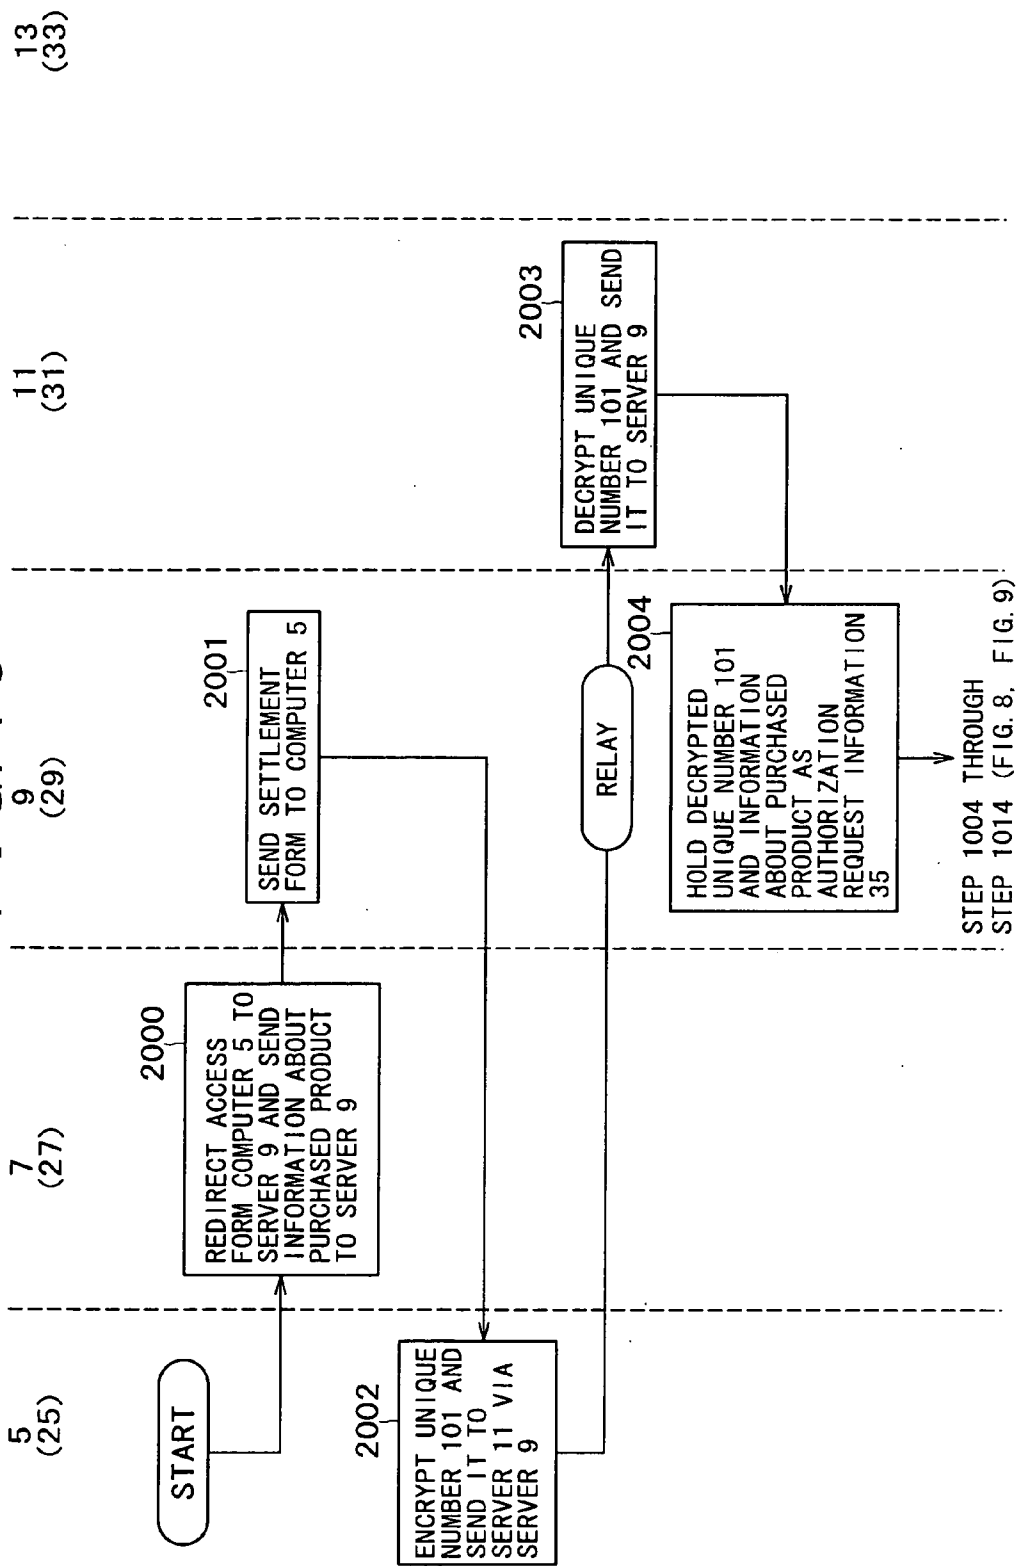 5
(25)
7
(27)
9
(29)
11
(31)
13
(33)
START
2000
REDIRECT ACCESS
FORM COMPUTER 5 TO
SERVER 9 AND SEND
INFORMATION ABOUT
PURCHASED PRODUCT
TO SERVER 9
2001
SEND SETTLEMENT
FORM TO COMPUTER 5
2002
ENCRYPT UNIQUE
NUMBER 101 AND
SEND IT TO
SERVER 11 VIA
SERVER 9
RELAY
2003
DECRYPT UNIQUE
NUMBER 101 AND SEND
IT TO SERVER 9
2004
HOLD DECRYPTED
UNIQUE NUMBER 101
AND INFORMATION
ABOUT PURCHASED
PRODUCT AS
AUTHORIZATION
REQUEST INFORMATION
35
STEP 1004 THROUGH
STEP 1014 (FIG. 8, FIG. 9)